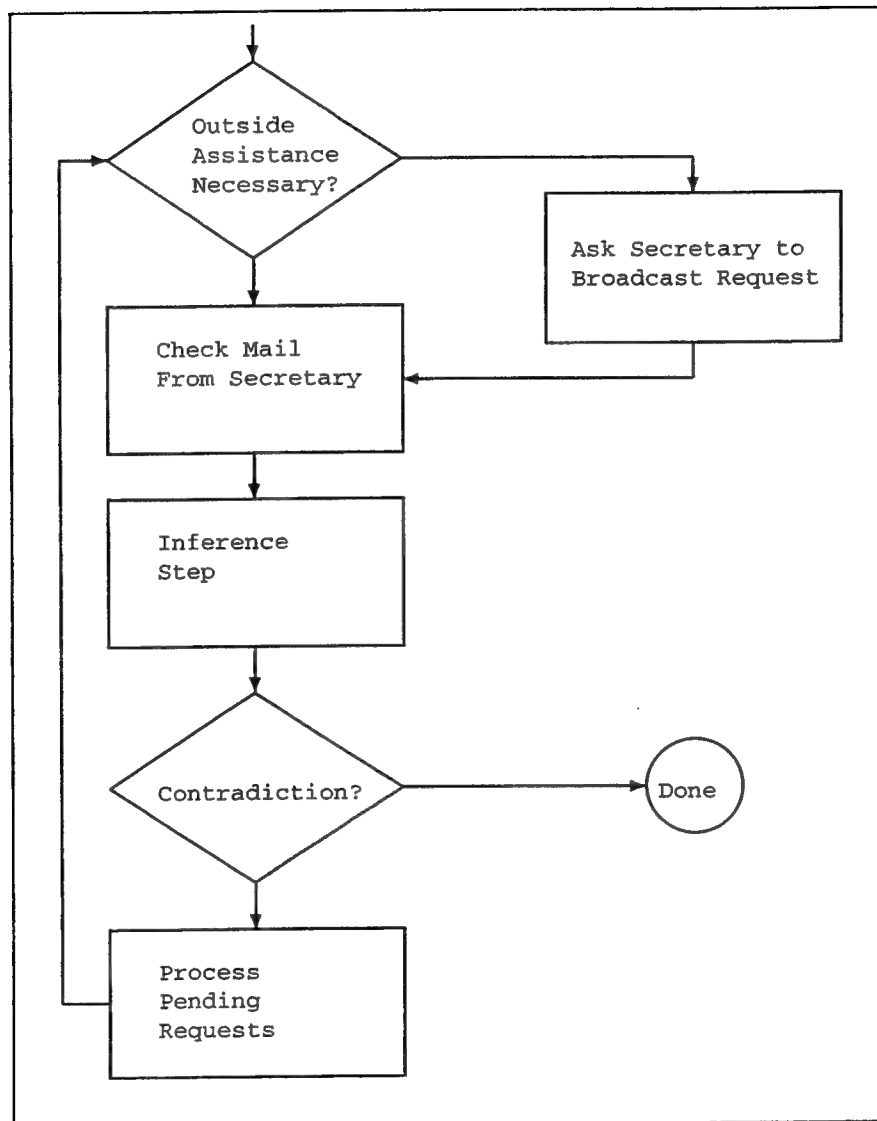 Outside
Assistance
Necessary?
Ask Secretary to
Broadcast Request
Check Mail
From Secretary
Inference
Step
Contradiction?
Done
Process
Pending
Requests